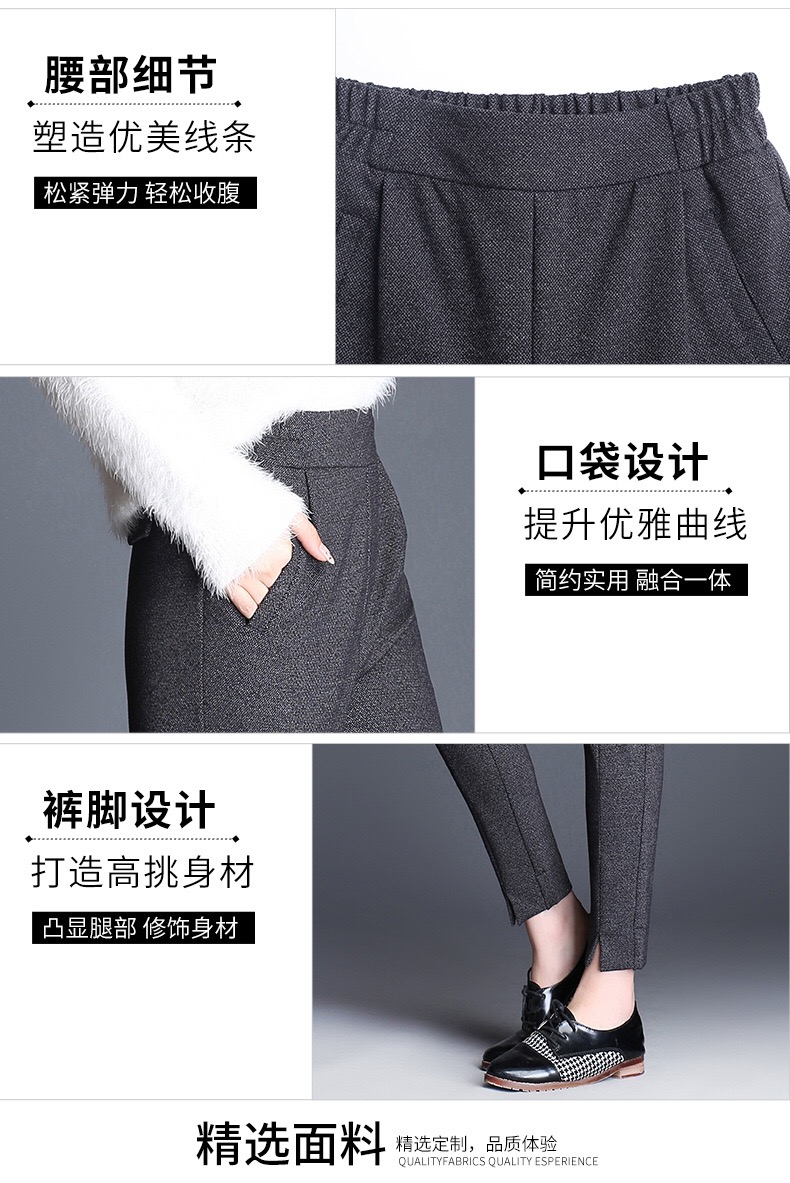 腰部细节
塑造优美线条
松紧弹力 轻松收腹
口袋设计
提升优雅曲线
简约实用 融合一体
裤脚设计
打造高挑身材
凸显腿部 修饰身材
精选面料
精选定制，品质体验
QUALITYFABRICS QUALITY ESPERIENCE